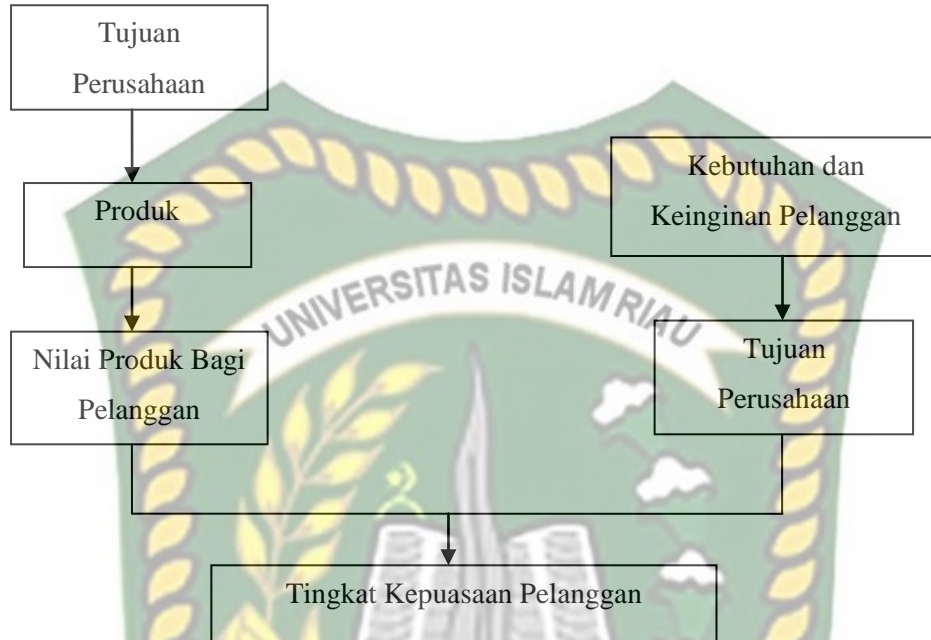 Tujuan
Perusahaan
Produk
Nilai Produk Bagi
Pelanggan
Kebutuhan dan
Keinginan Pelanggan
Tujuan
Perusahaan
UNIVERSITAS ISLAM RIAU
Tingkat Kepuasaan Pelanggan